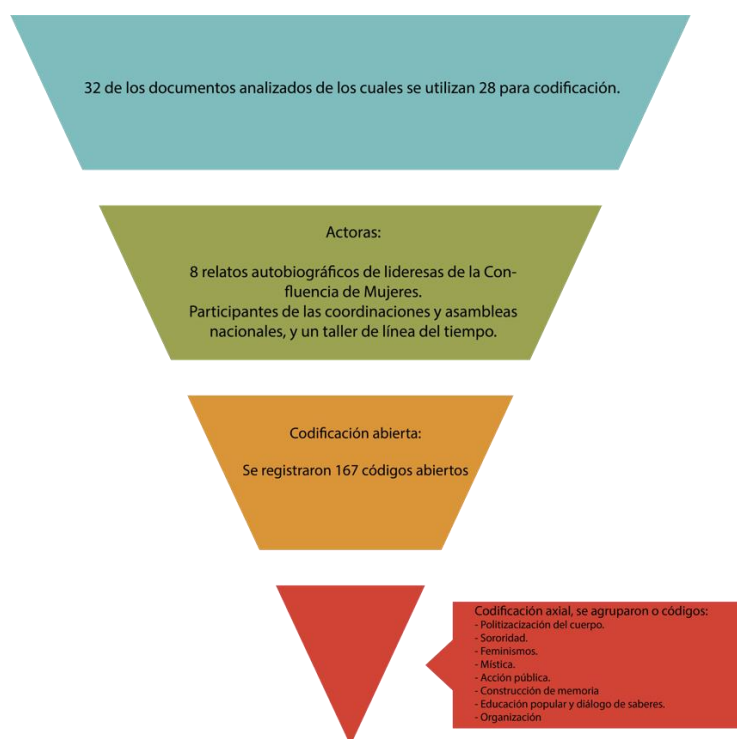 32 de los documentos analizados de los cuales se utilizan 28 para codificación.
Actoras:
8 relatos autobiográficos de lideresas de la Con-
fluencia de Mujeres.
Participantes de las coordinaciones y asambleas
nacionales, y un taller de línea del tiempo.
Codificación abierta:
Se registraron 167 códigos abiertos
Codificación axial, se agruparon o códigos:
- Politizacización del cuerpo.
- Sororidad.
- Feminismos.
- Mística.
- Acción pública.
- Construcción de memoria
- Educación popular y diálogo de saberes.
- Organización